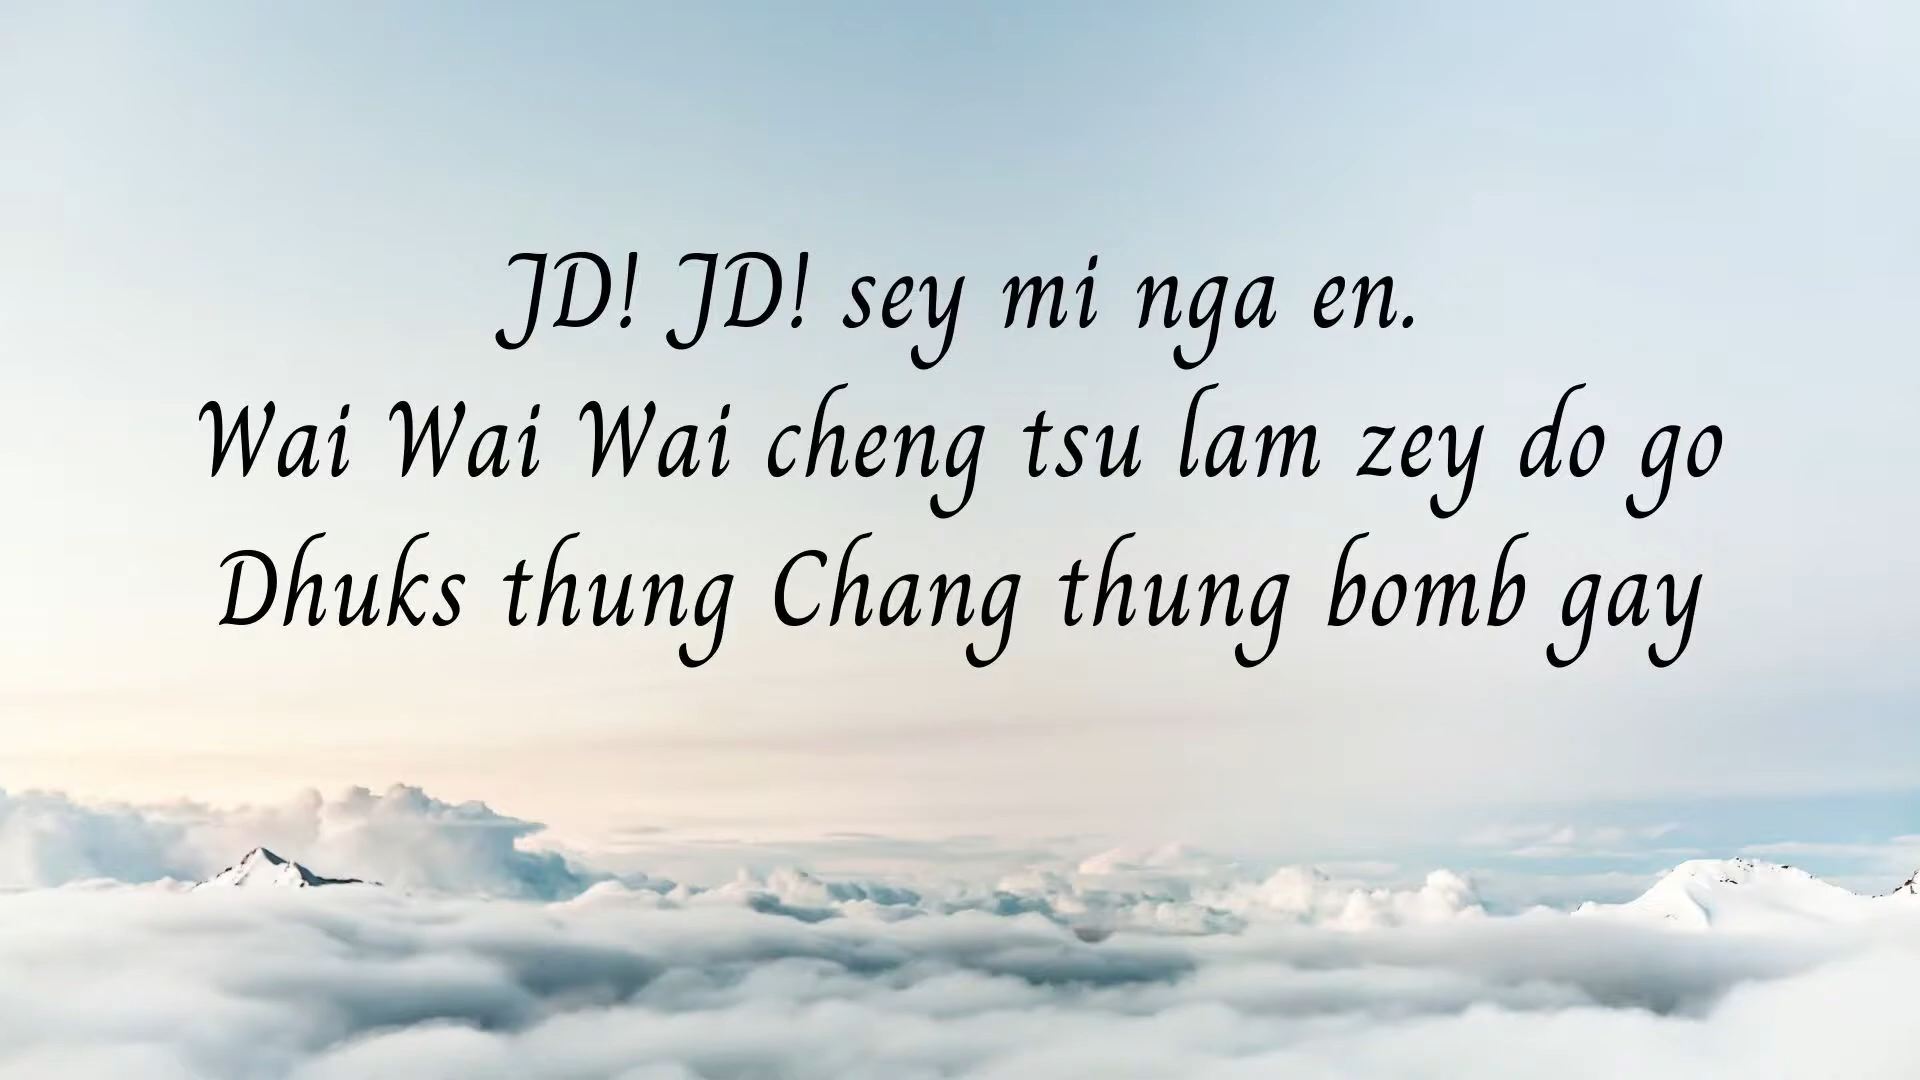 JD! JD! sey mi nga en.
Wai Wai Wai cheng tsu lam zey do go
Dhuks thung Chang thung bomb gay